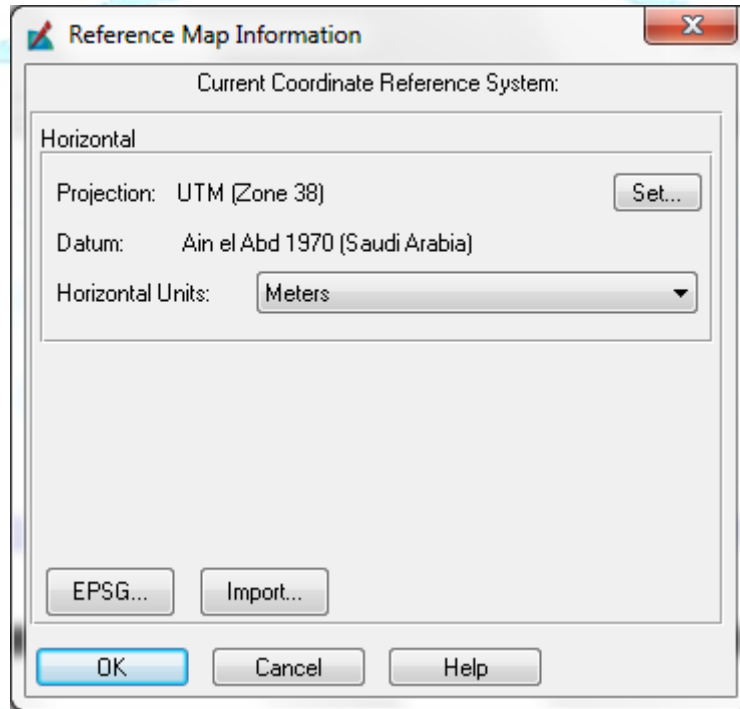 Reference Map Information
Current Coordinate Reference System:
Horizontal
Projection: UTM (Zone 38) Set...
Datum: Ain el Abd 1970 (Saudi Arabia)
Horizontal Units: Meters
EPSG... Import...
OK Cancel Help